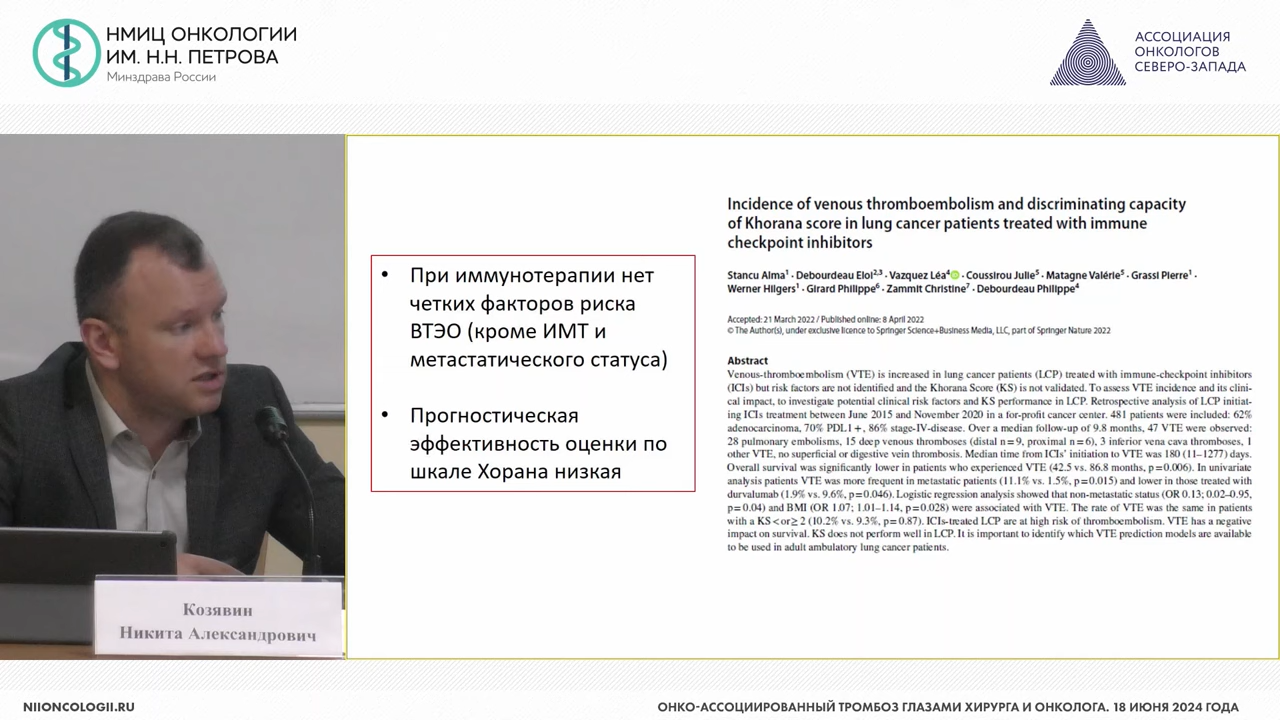 НМИЦ ОНКОЛОГИИ
ИМ. Н.Н. ПЕТРОВА
Минздрава России
АССОЦИАЦИЯ
ОНКОЛОГОВ
СЕВЕРО-ЗАПАДА
• При иммунотерапии нет
четких факторов риска
ВТЭО (кроме ИМТ и
метастатического статуса)
• Прогностическая
эффективность оценки по
шкале Хорана низкая
Incidence of venous thromboembolism and discriminating capacity
of Khorana score in lung cancer patients treated with immune
checkpoint inhibitors
Stancu Alma¹ · Debourdeau Eloi²,³ · Vazquez Léa⁴ · Coussirou Julie⁵ · Matagne Valérie⁵ · Grassi Pierre¹ ·
Werner Hilgers¹ · Girard Philippe⁶ · Zammit Christine⁷ · Debourdeau Philippe⁴
Accepted: 21 March 2022 / Published online: 8 April 2022
© The Author(s), under exclusive licence to Springer Science+Business Media, LLC, part of Springer Nature 2022
Abstract
Venous-thromboembolism (VTE) is increased in lung cancer patients (LCP) treated with immune-checkpoint inhibitors
(ICIs) but risk factors are not identified and the Khorana Score (KS) is not validated. To assess VTE incidence and its clini-
cal impact, to investigate potential clinical risk factors and KS performance in LCP. Retrospective analysis of LCP initiat-
ing ICIs treatment between June 2015 and November 2020 in a for-profit cancer center. 481 patients were included: 62%
adenocarcinoma, 70% PDL1+, 86% stage-IV-disease. Over a median follow-up of 9.8 months, 47 VTE were observed:
28 pulmonary embolisms, 15 deep venous thromboses (distal n=9, proximal n=6), 3 inferior vena cava thromboses, 1
other VTE, no superficial or digestive vein thrombosis. Median time from ICIs' initiation to VTE was 180 (11–1277) days.
Overall survival was significantly lower in patients who experienced VTE (42.5 vs. 86.8 months, p=0.006). In univariate
analysis patients VTE was more frequent in metastatic patients (11.1% vs. 1.5%, p=0.015) and lower in those treated with
durvalumab (1.9% vs. 9.6%, p=0.046). Logistic regression analysis showed that non-metastatic status (OR 0.13; 0.02–0.95,
p=0.04) and BMI (OR 1.07; 1.01–1.14, p=0.028) were associated with VTE. The rate of VTE was the same in patients
with a KS<or≥2 (10.2% vs. 9.3%, p=0.87). ICIs-treated LCP are at high risk of thromboembolism. VTE has a negative
impact on survival. KS does not perform well in LCP. It is important to identify which VTE prediction models are available
to be used in adult ambulatory lung cancer patients.
Козявин
Никита Александрович
NIIONCOLOGII.RU
ОНКО-АССОЦИИРОВАННЫЙ ТРОМБОЗ ГЛАЗАМИ ХИРУРГА И ОНКОЛОГА. 18 ИЮНЯ 2024 ГОДА